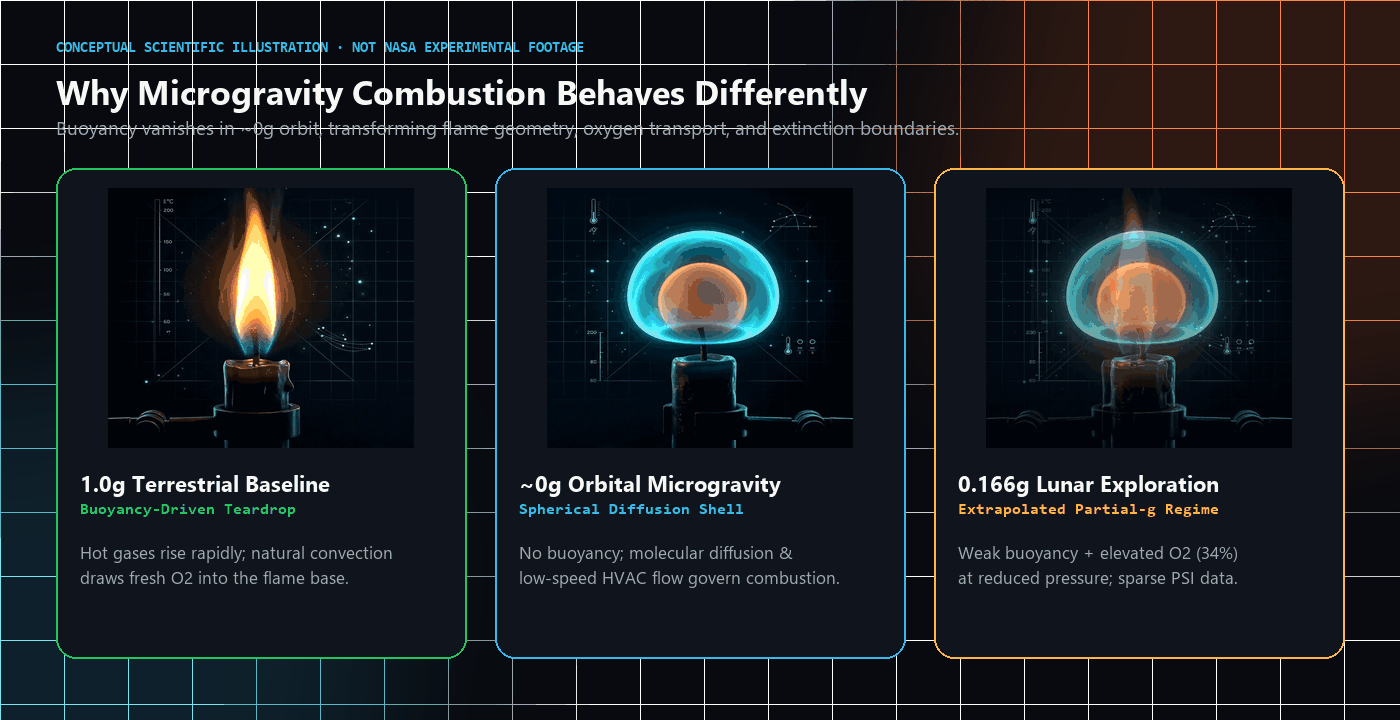 CONCEPTUAL SCIENTIFIC ILLUSTRATION · NOT NASA EXPERIMENTAL FOOTAGE
Why Microgravity Combustion Behaves Differently
Buoyancy vanishes in ~0g orbit, transforming flame geometry, oxygen transport, and extinction boundaries.
1.0g Terrestrial Baseline
Buoyancy-Driven Teardrop
Hot gases rise rapidly; natural convection
draws fresh O2 into the flame base.
~0g Orbital Microgravity
Spherical Diffusion Shell
No buoyancy; molecular diffusion &
low-speed HVAC flow govern combustion.
0.166g Lunar Exploration
Extrapolated Partial-g Regime
Weak buoyancy + elevated O2 (34%)
at reduced pressure; sparse PSI data.